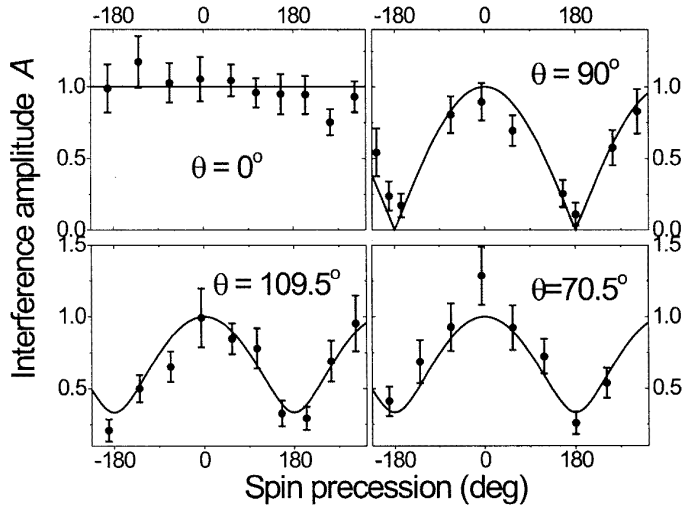 -180 0 180 -180 0 180
Interference amplitude A
1.0
0.5
0.0
θ = 0°
θ = 90°
1.0
0.5
0.0
1.5
1.0
0.5
θ = 109.5°
θ=70.5°
1.5
1.0
0.5
-180 0 180 -180 0 180
Spin precession (deg)